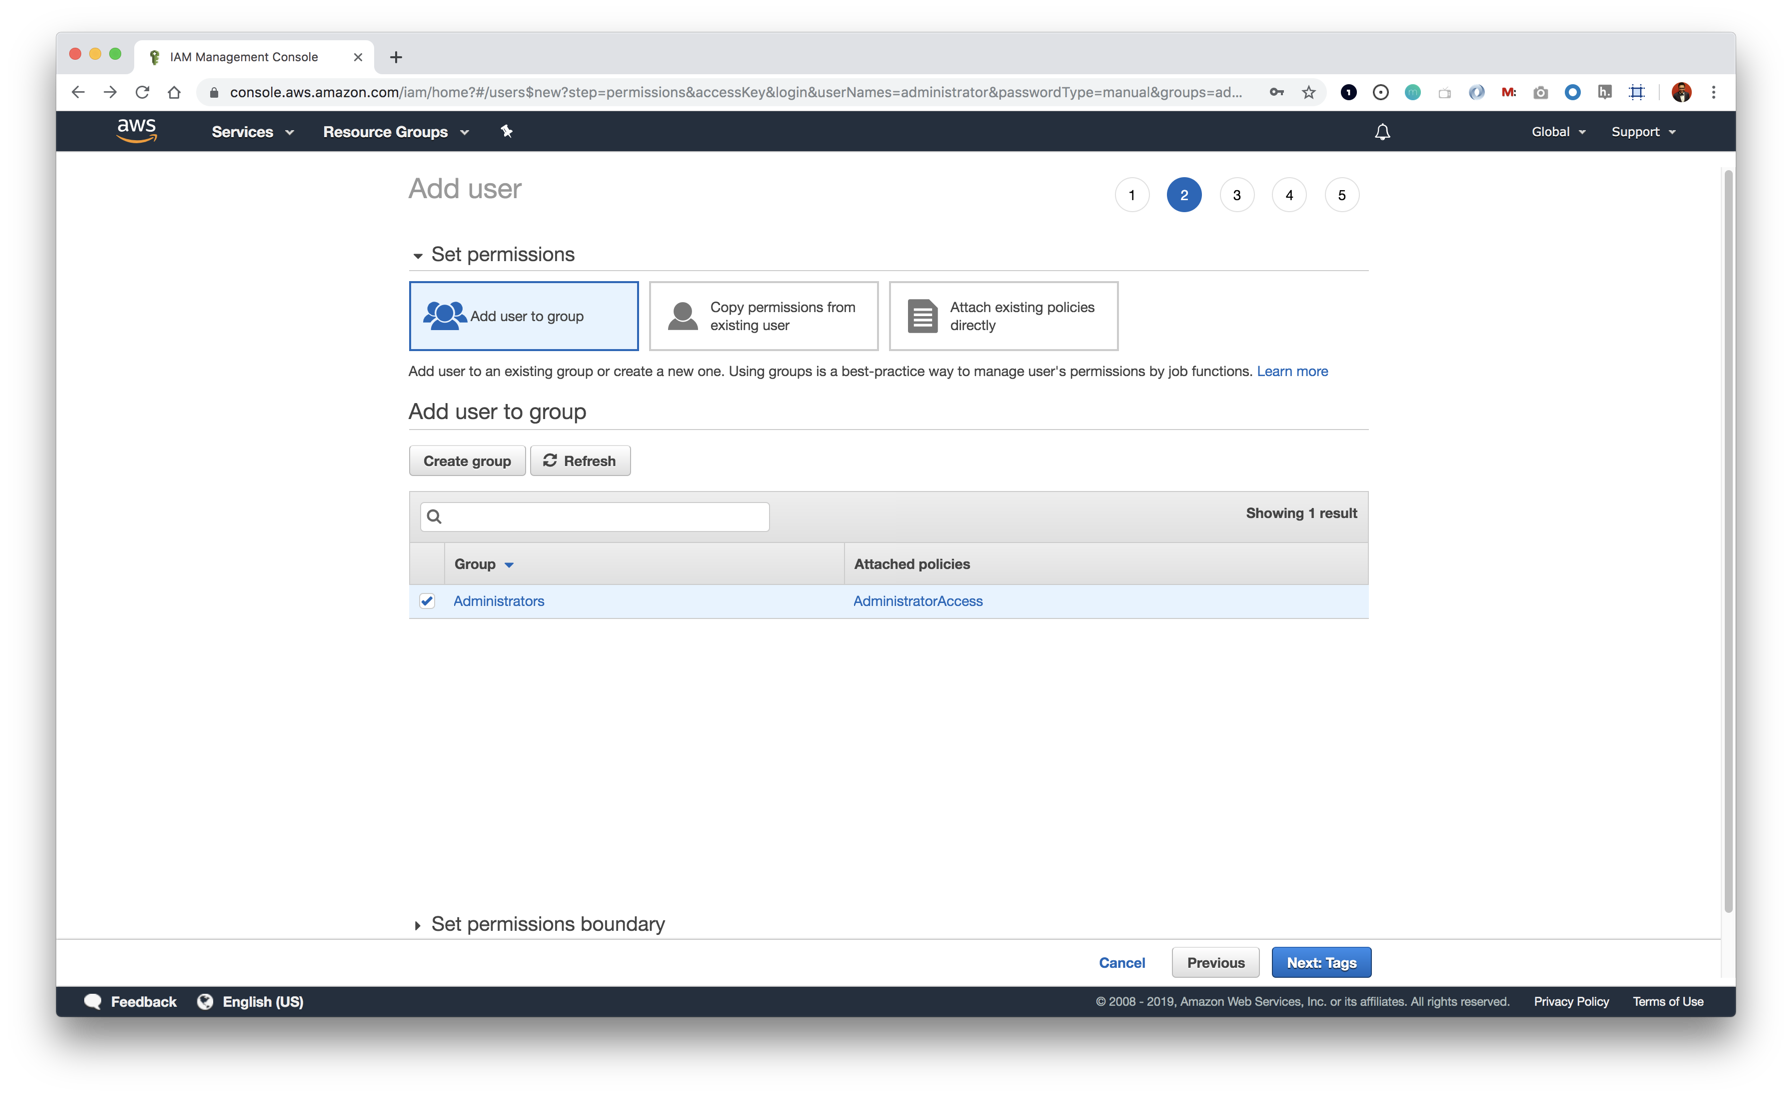 IAM Management Console
console.aws.amazon.com/iam/home?#/users$new?step=permissions&accessKey&login&userNames=administrator&passwordType=manual&groups=ad...
aws Services Resource Groups Global Support
Add user
1 2 3 4 5
Set permissions
Add user to group
Copy permissions from
existing user
Attach existing policies
directly
Add user to an existing group or create a new one. Using groups is a best-practice way to manage user's permissions by job functions. Learn more
Add user to group
Create group Refresh
Showing 1 result
Group Attached policies
Administrators AdministratorAccess
Set permissions boundary
Cancel Previous Next: Tags
Feedback English (US) © 2008 - 2019, Amazon Web Services, Inc. or its affiliates. All rights reserved. Privacy Policy Terms of Use